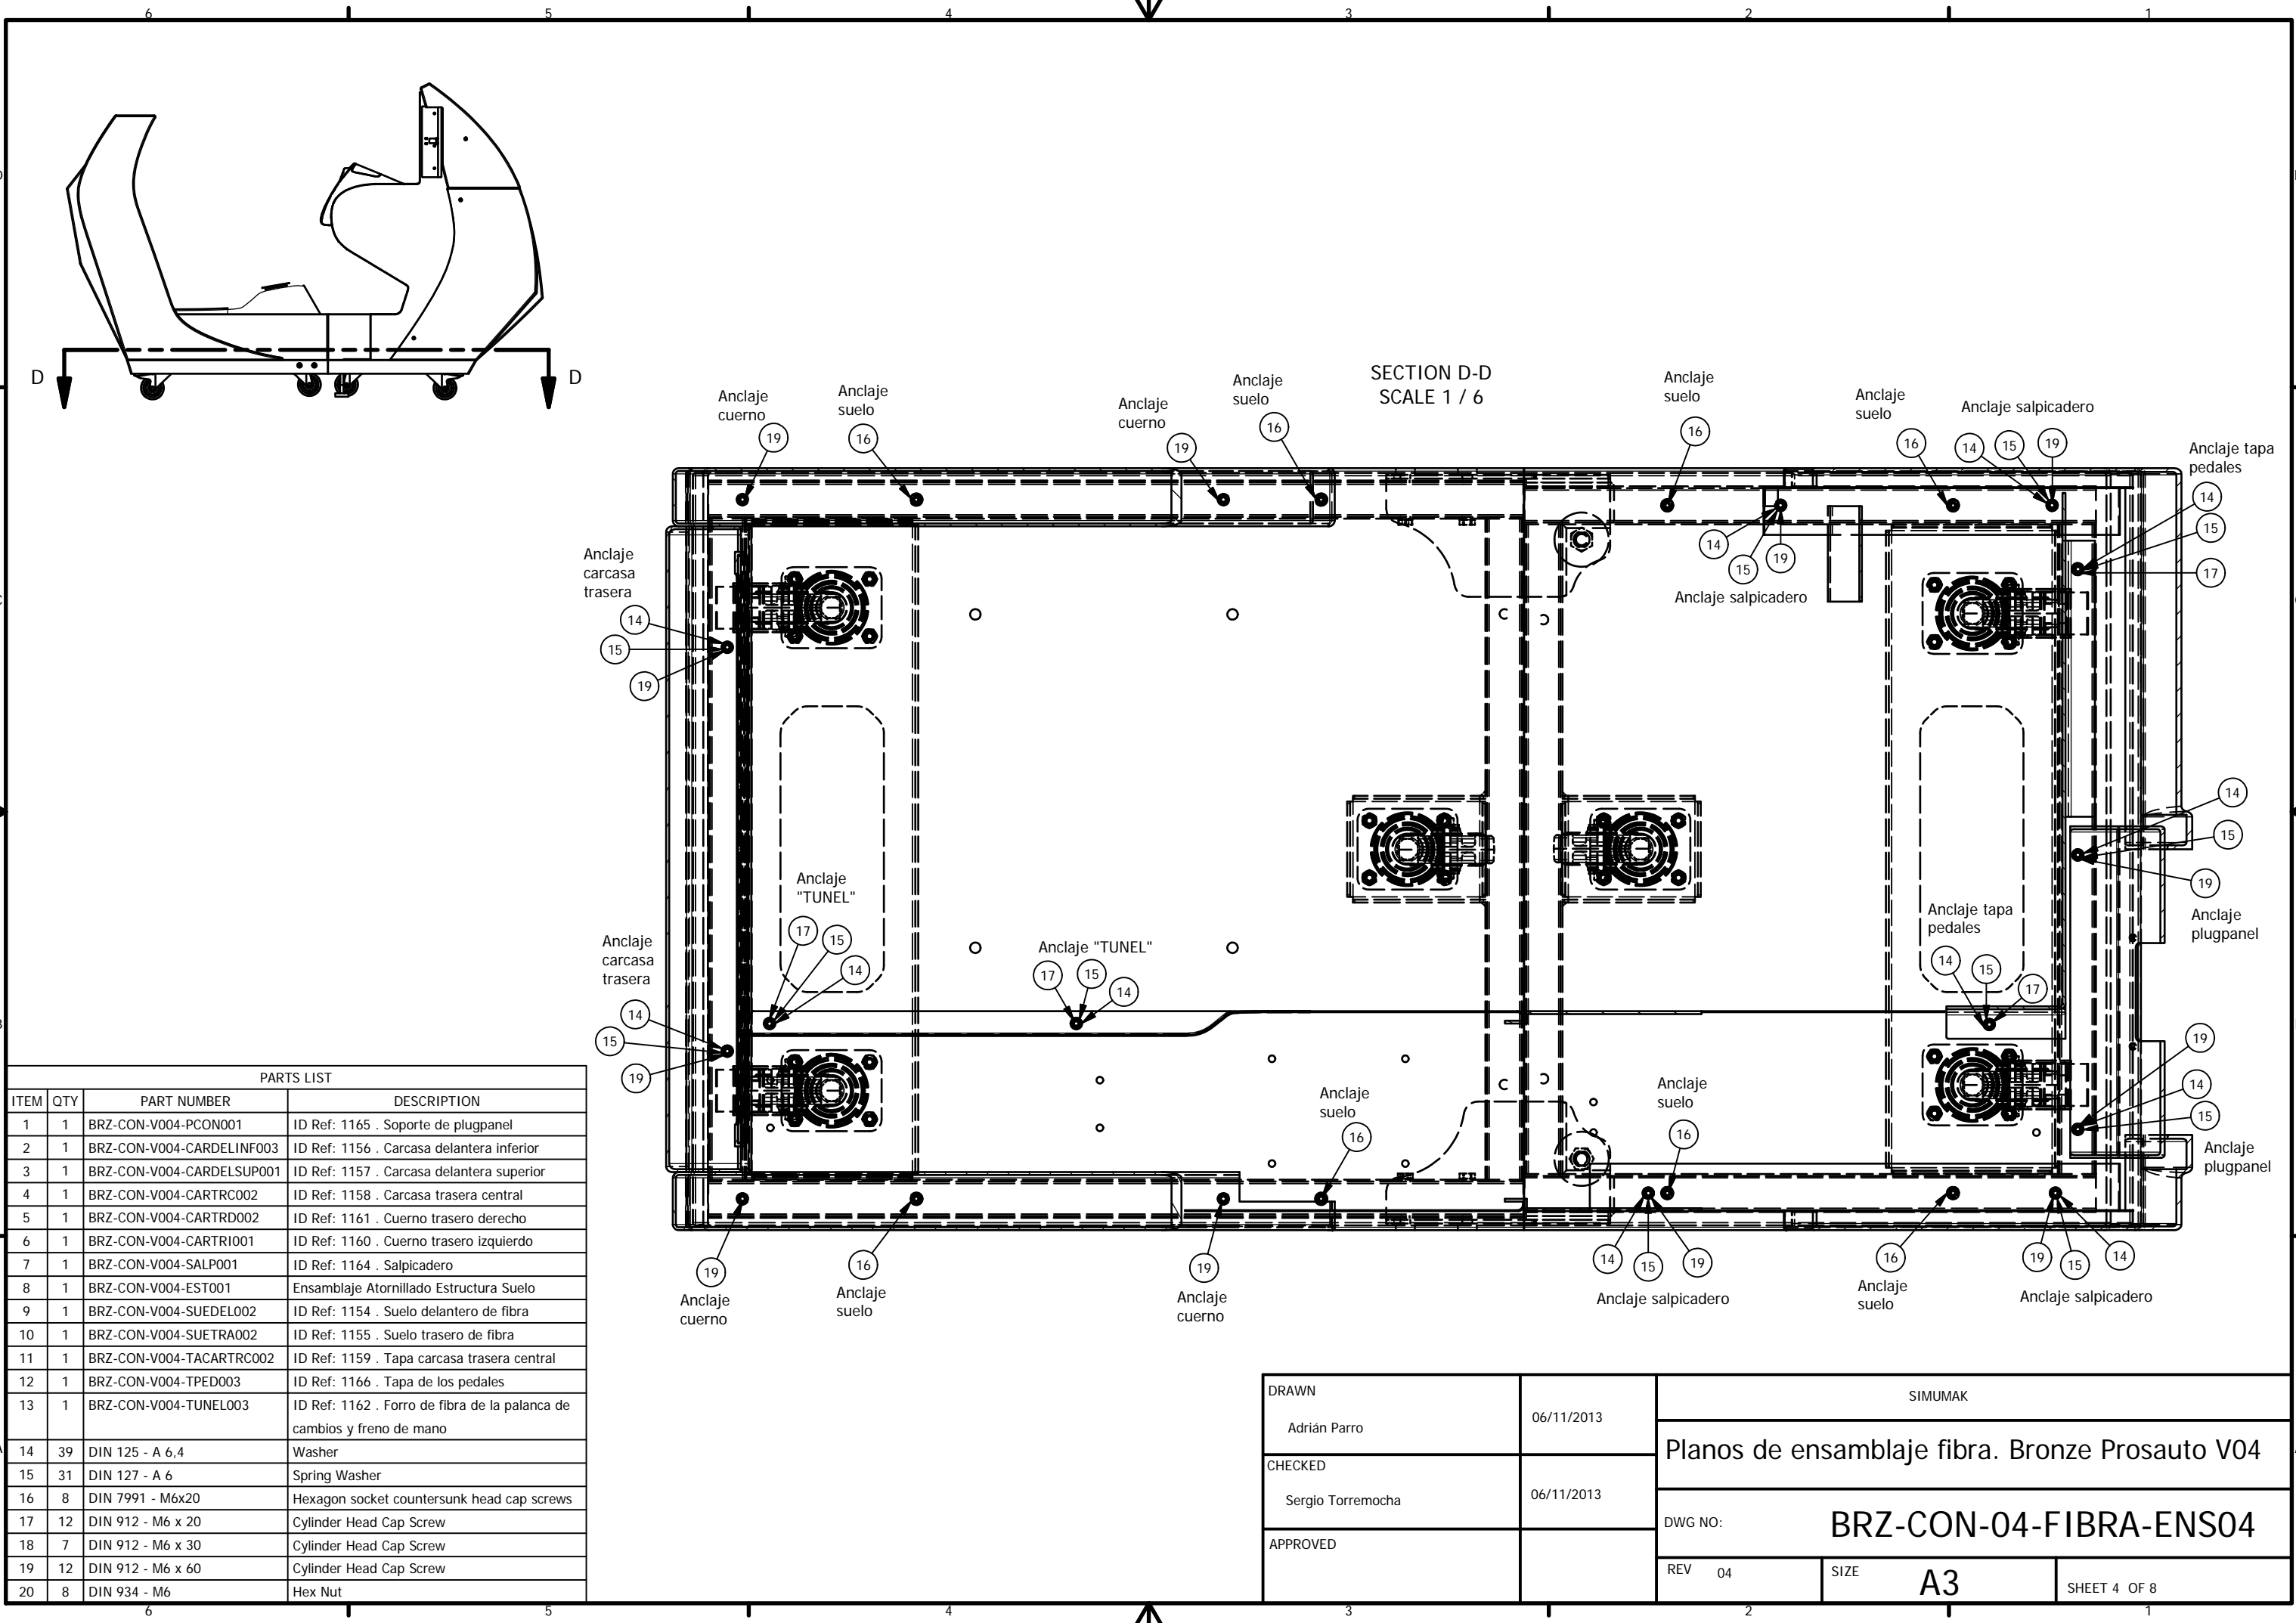 6 5 4 3 2 1
D D
SECTION D-D
SCALE 1 / 6
Anclaje
cuerno
19
Anclaje
suelo
16
Anclaje
cuerno
19
Anclaje
suelo
16
Anclaje
suelo
16
Anclaje
suelo
16
Anclaje salpicadero
14 15 19
Anclaje tapa
pedales
14
15
17
14
15
19
Anclaje salpicadero
Anclaje
carcasa
trasera
14
15
19
14
15
19
Anclaje
plugpanel
Anclaje
"TUNEL"
17
15
14
Anclaje "TUNEL"
17 15 14
Anclaje tapa
pedales
14
15
17
Anclaje
carcasa
trasera
14
15
19
19
14
15
Anclaje
plugpanel
Anclaje
suelo
16
Anclaje
suelo
16
19
Anclaje
cuerno
16
Anclaje
suelo
19
Anclaje
cuerno
14 15 19
Anclaje salpicadero
16
Anclaje
suelo
19 15 14
Anclaje salpicadero
PARTS LIST
ITEM QTY PART NUMBER DESCRIPTION
1 1 BRZ-CON-V004-PCON001 ID Ref: 1165 . Soporte de plugpanel
2 1 BRZ-CON-V004-CARDELINF003 ID Ref: 1156 . Carcasa delantera inferior
3 1 BRZ-CON-V004-CARDELSUP001 ID Ref: 1157 . Carcasa delantera superior
4 1 BRZ-CON-V004-CARTRC002 ID Ref: 1158 . Carcasa trasera central
5 1 BRZ-CON-V004-CARTRD002 ID Ref: 1161 . Cuerno trasero derecho
6 1 BRZ-CON-V004-CARTRI001 ID Ref: 1160 . Cuerno trasero izquierdo
7 1 BRZ-CON-V004-SALP001 ID Ref: 1164 . Salpicadero
8 1 BRZ-CON-V004-EST001 Ensamblaje Atornillado Estructura Suelo
9 1 BRZ-CON-V004-SUEDEL002 ID Ref: 1154 . Suelo delantero de fibra
10 1 BRZ-CON-V004-SUETRA002 ID Ref: 1155 . Suelo trasero de fibra
11 1 BRZ-CON-V004-TACARTRC002 ID Ref: 1159 . Tapa carcasa trasera central
12 1 BRZ-CON-V004-TPED003 ID Ref: 1166 . Tapa de los pedales
13 1 BRZ-CON-V004-TUNEL003 ID Ref: 1162 . Forro de fibra de la palanca de
cambios y freno de mano
14 39 DIN 125 - A 6,4 Washer
15 31 DIN 127 - A 6 Spring Washer
16 8 DIN 7991 - M6x20 Hexagon socket countersunk head cap screws
17 12 DIN 912 - M6 x 20 Cylinder Head Cap Screw
18 7 DIN 912 - M6 x 30 Cylinder Head Cap Screw
19 12 DIN 912 - M6 x 60 Cylinder Head Cap Screw
20 8 DIN 934 - M6 Hex Nut
DRAWN
Adrián Parro
06/11/2013
CHECKED
Sergio Torremocha
06/11/2013
APPROVED
SIMUMAK
Planos de ensamblaje fibra. Bronze Prosauto V04
DWG NO: BRZ-CON-04-FIBRA-ENS04
REV 04 SIZE A3 SHEET 4 OF 8
6 5 4 3 2 1